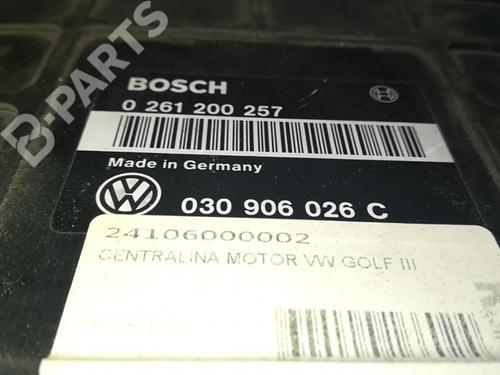 B-PARTS
BOSCH
0 261 200 257
Made in Germany
030 906 026 C
24106000002
CENTRALINA MOTOR VW GOLF III